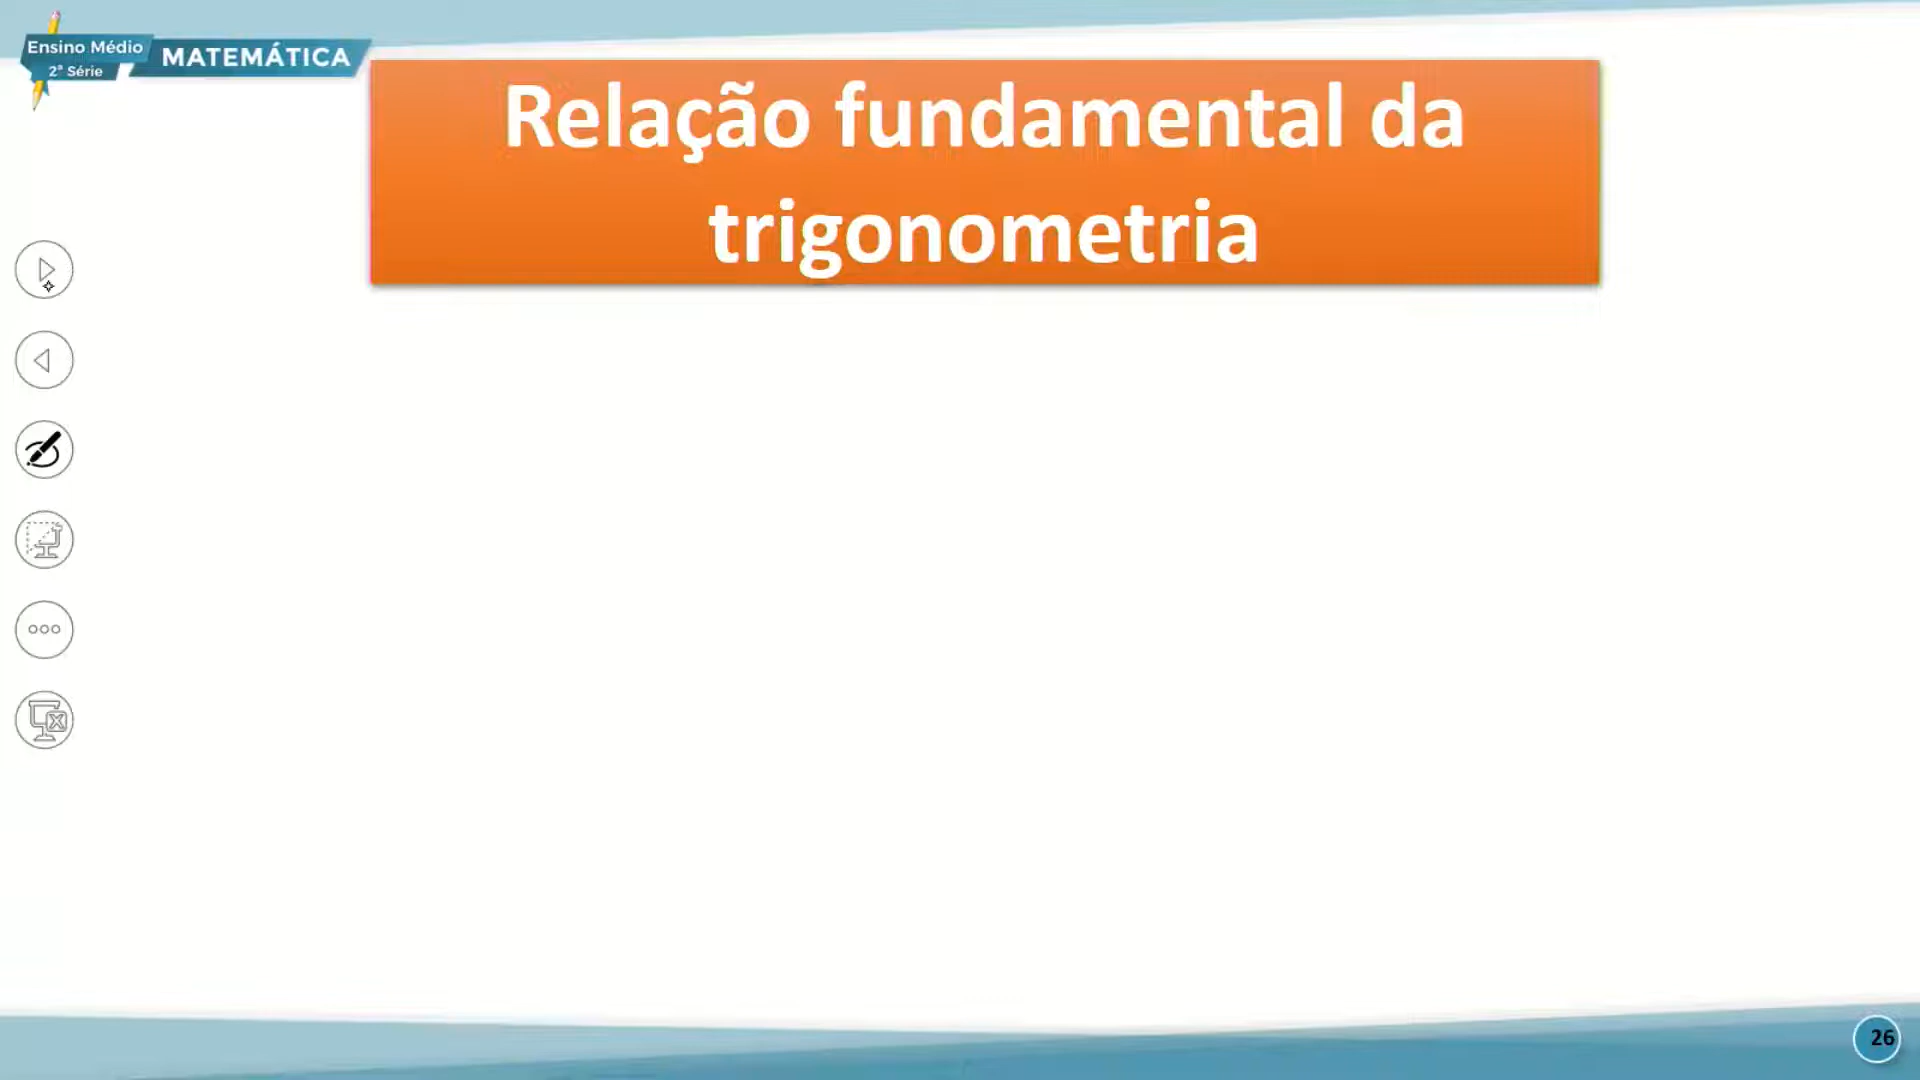 Ensino Médio
2ª Série
MATEMÁTICA
Relação fundamental da
trigonometria
26